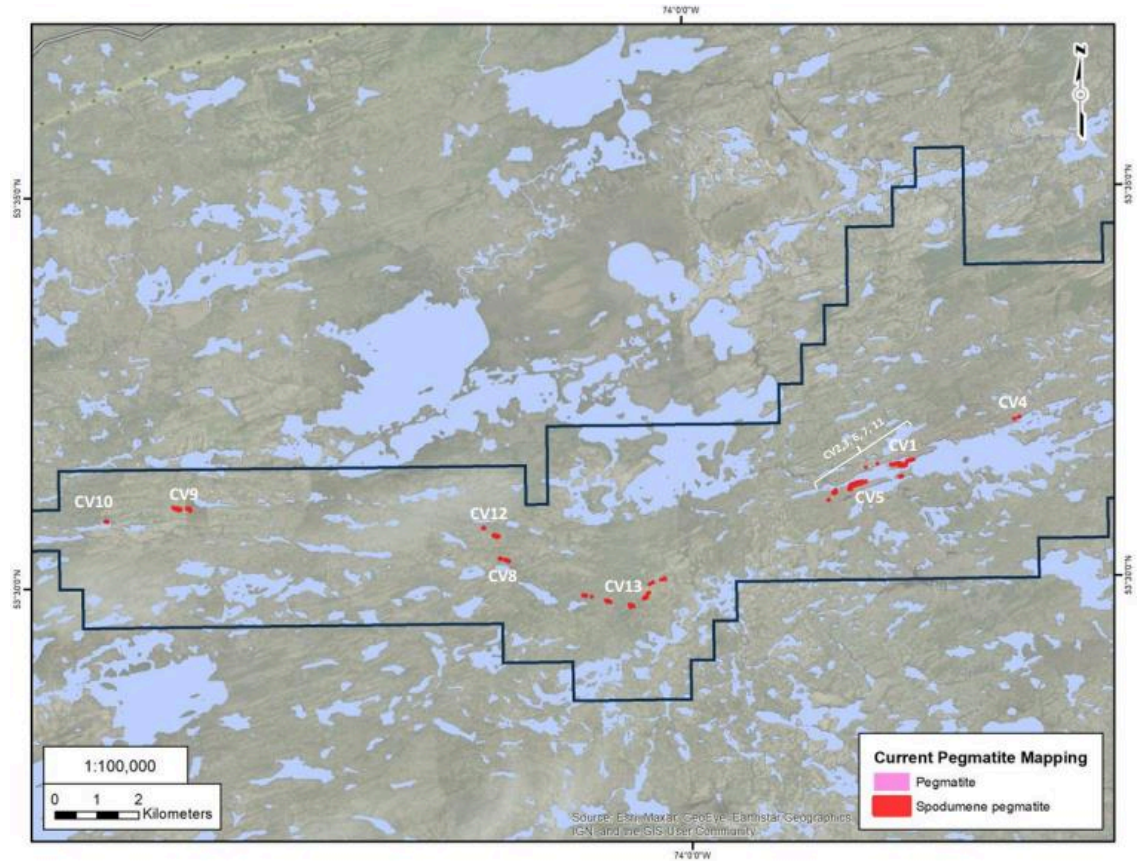 74°0'0"W
N
53°35'0"N
53°35'0"N
CV4
CV2,3, 6, 7, 11
CV1
CV5
CV10
CV9
CV12
CV8
CV13
53°30'0"N
53°30'0"N
1:100,000
0 1 2
Kilometers
Current Pegmatite Mapping
Pegmatite
Spodumene pegmatite
Source: Esri, Maxar, GeoEye, Earthstar Geographics,
IGN, and the GIS User Community
74°0'0"W